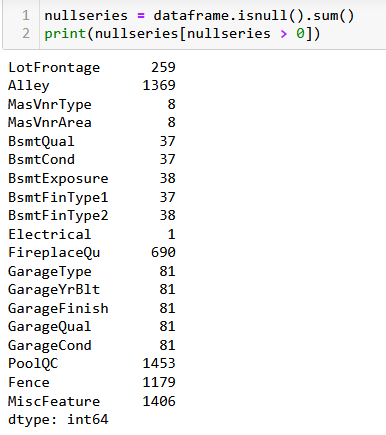 1 nullseries = dataframe.isnull().sum()
2 print(nullseries[nullseries > 0])
LotFrontage 259
Alley 1369
MasVnrType 8
MasVnrArea 8
BsmtQual 37
BsmtCond 37
BsmtExposure 38
BsmtFinType1 37
BsmtFinType2 38
Electrical 1
FireplaceQu 690
GarageType 81
GarageYrBlt 81
GarageFinish 81
GarageQual 81
GarageCond 81
PoolQC 1453
Fence 1179
MiscFeature 1406
dtype: int64